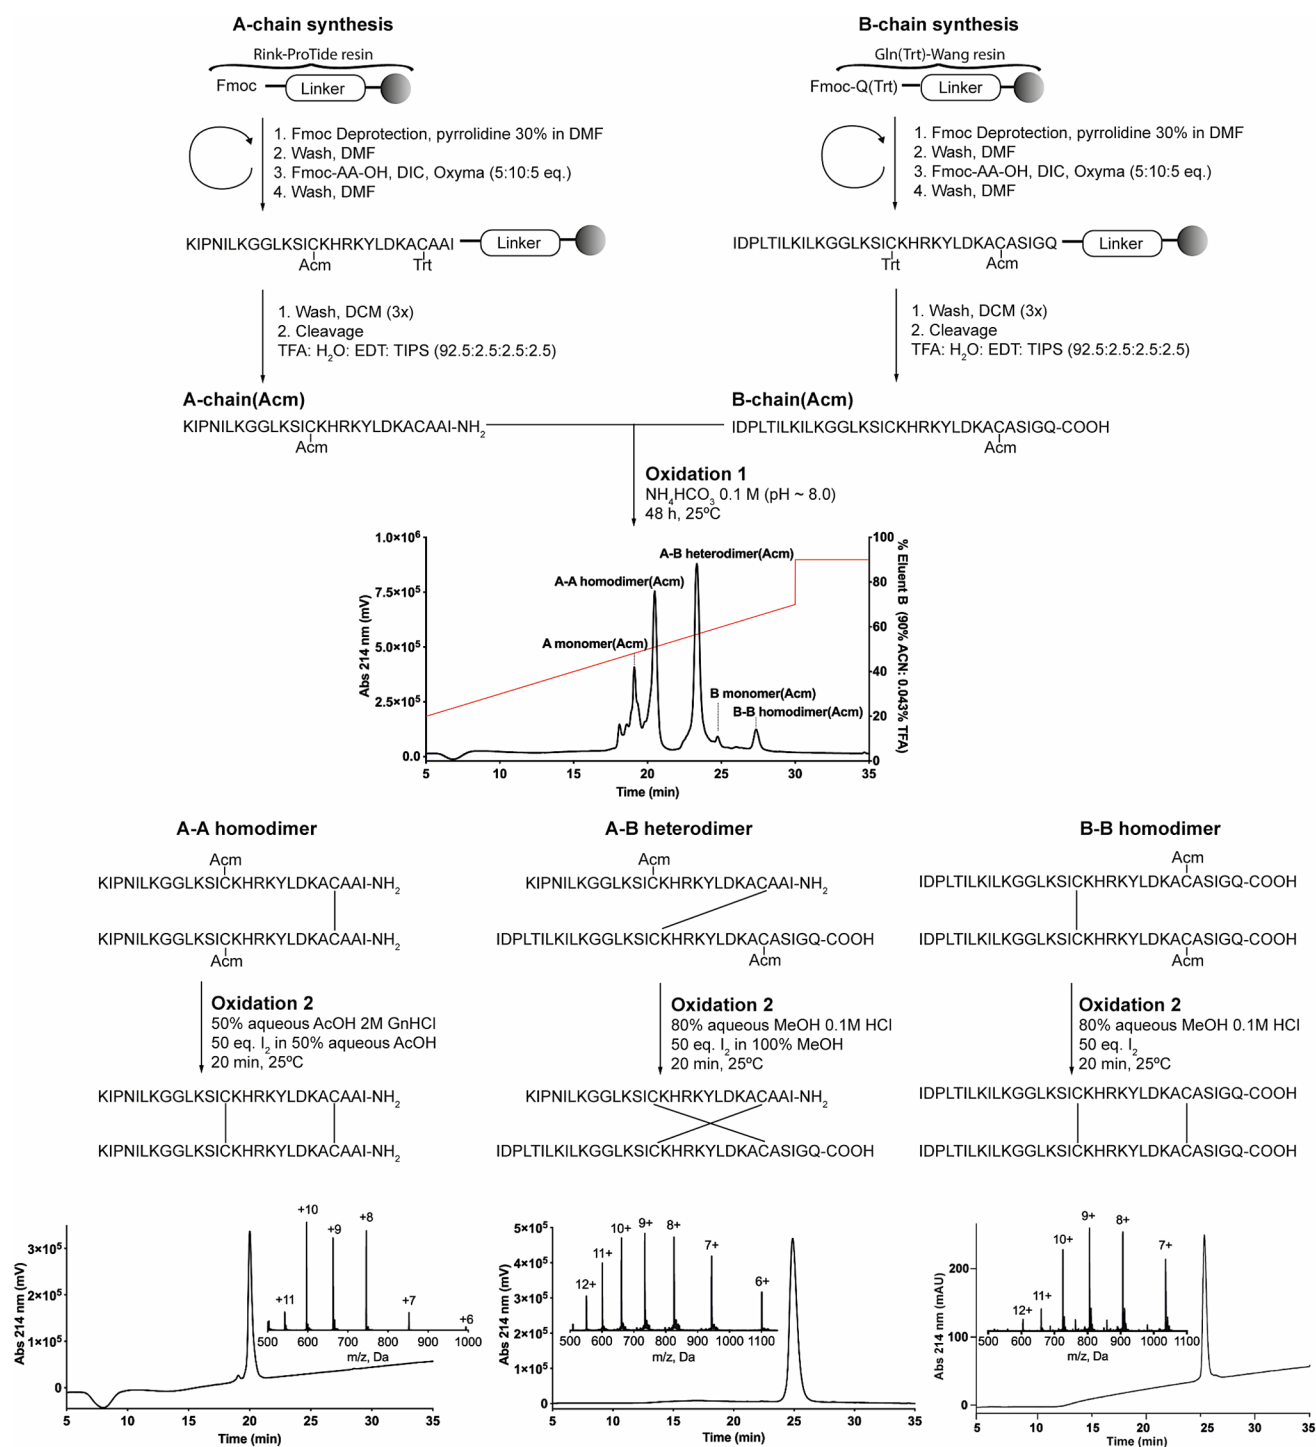 A-chain synthesis
Rink-ProTide resin
Fmoc
Linker
1. Fmoc Deprotection, pyrrolidine 30% in DMF
2. Wash, DMF
3. Fmoc-AA-OH, DIC, Oxyma (5:10:5 eq.)
4. Wash, DMF
KIPNILKGGLKSICKHRKYLDKACAAI
Linker
Acm
Trt
1. Wash, DCM (3x)
2. Cleavage
TFA: H2O: EDT: TIPS (92.5:2.5:2.5:2.5)
A-chain(Acm)
KIPNILKGGLKSICKHRKYLDKACAAI-NH2
Acm
B-chain synthesis
Gln(Trt)-Wang resin
Fmoc-Q(Trt)
Linker
1. Fmoc Deprotection, pyrrolidine 30% in DMF
2. Wash, DMF
3. Fmoc-AA-OH, DIC, Oxyma (5:10:5 eq.)
4. Wash, DMF
IDPLTILKILKGGLKSICKHRKYLDKACASIGQ
Linker
Trt
Acm
1. Wash, DCM (3x)
2. Cleavage
TFA: H2O: EDT: TIPS (92.5:2.5:2.5:2.5)
B-chain(Acm)
IDPLTILKILKGGLKSICKHRKYLDKACASIGQ-COOH
Acm
Oxidation 1
NH4HCO3 0.1 M (pH ~ 8.0)
48 h, 25ºC
Abs 214 nm (mV)
1.0×10⁶
7.5×10⁵
5.0×10⁵
2.5×10⁵
0.0
A monomer(Acm)
A-A homodimer(Acm)
A-B heterodimer(Acm)
B monomer(Acm)
B-B homodimer(Acm)
100
80
60
40
20
0
% Eluent B (90% ACN: 0.043% TFA)
5 10 15 20 25 30 35
Time (min)
A-A homodimer
Acm
KIPNILKGGLKSICKHRKYLDKACAAI-NH2
KIPNILKGGLKSICKHRKYLDKACAAI-NH2
Acm
Oxidation 2
50% aqueous AcOH 2M GnHCl
50 eq. I2 in 50% aqueous AcOH
20 min, 25ºC
KIPNILKGGLKSICKHRKYLDKACAAI-NH2
KIPNILKGGLKSICKHRKYLDKACAAI-NH2
A-B heterodimer
Acm
KIPNILKGGLKSICKHRKYLDKACAAI-NH2
IDPLTILKILKGGLKSICKHRKYLDKACASIGQ-COOH
Acm
Oxidation 2
80% aqueous MeOH 0.1M HCl
50 eq. I2 in 100% MeOH
20 min, 25ºC
KIPNILKGGLKSICKHRKYLDKACAAI-NH2
IDPLTILKILKGGLKSICKHRKYLDKACASIGQ-COOH
B-B homodimer
Acm
IDPLTILKILKGGLKSICKHRKYLDKACASIGQ-COOH
IDPLTILKILKGGLKSICKHRKYLDKACASIGQ-COOH
Acm
Oxidation 2
80% aqueous MeOH 0.1M HCl
50 eq. I2
20 min, 25ºC
IDPLTILKILKGGLKSICKHRKYLDKACASIGQ-COOH
IDPLTILKILKGGLKSICKHRKYLDKACASIGQ-COOH
Abs 214 nm (mV)
3×10⁵
2×10⁵
1×10⁵
0
+11 +10 +9 +8 +7 +6
500 600 700 800 900 1000
m/z, Da
5 10 15 20 25 30 35
Time (min)
Abs 214 nm (mV)
5×10⁵
4×10⁵
3×10⁵
2×10⁵
1×10⁵
0
12+ 11+ 10+ 9+ 8+ 7+ 6+
500 600 700 800 900 1000 1100
m/z, Da
5 10 15 20 25 30 35
Time (min)
Abs 214 nm (mAU)
200
100
0
12+ 11+ 10+ 9+ 8+ 7+
500 600 700 800 900 1000 1100
m/z, Da
5 10 15 20 25 30 35
Time (min)